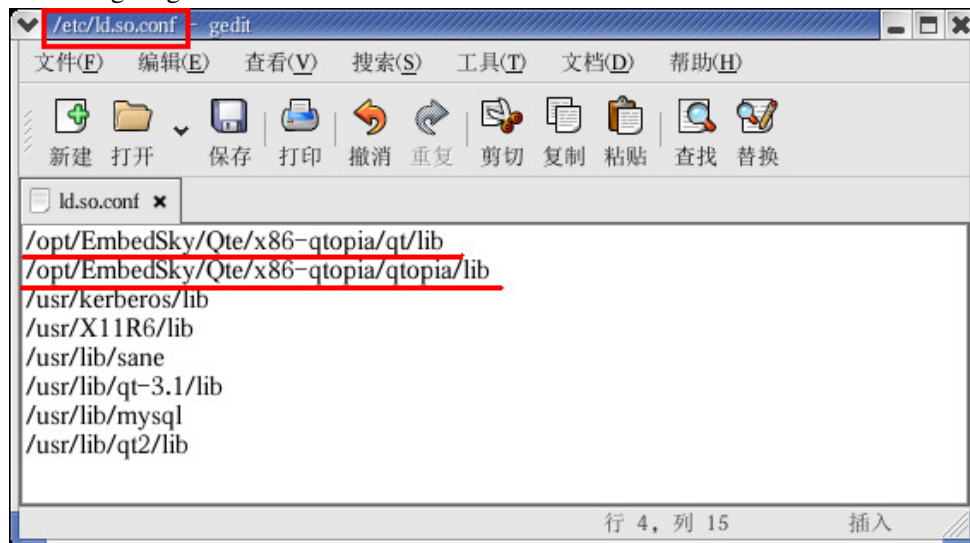 /etc/ld.so.conf - gedit
文件(F) 编辑(E) 查看(V) 搜索(S) 工具(T) 文档(D) 帮助(H)
新建 打开 保存 打印 撤消 重复 剪切 复制 粘贴 查找 替换
ld.so.conf
/opt/EmbedSky/Qte/x86-qtopia/qt/lib
/opt/EmbedSky/Qte/x86-qtopia/qtopia/lib
/usr/kerberos/lib
/usr/X11R6/lib
/usr/lib/sane
/usr/lib/qt-3.1/lib
/usr/lib/mysql
/usr/lib/qt2/lib
行 4, 列 15 插入